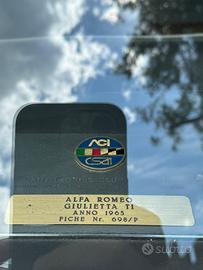 ACI
CSAI
ALFA ROMEO
GIULIETTA TI
ANNO 1965
FICHE Nr. 698/P
subito